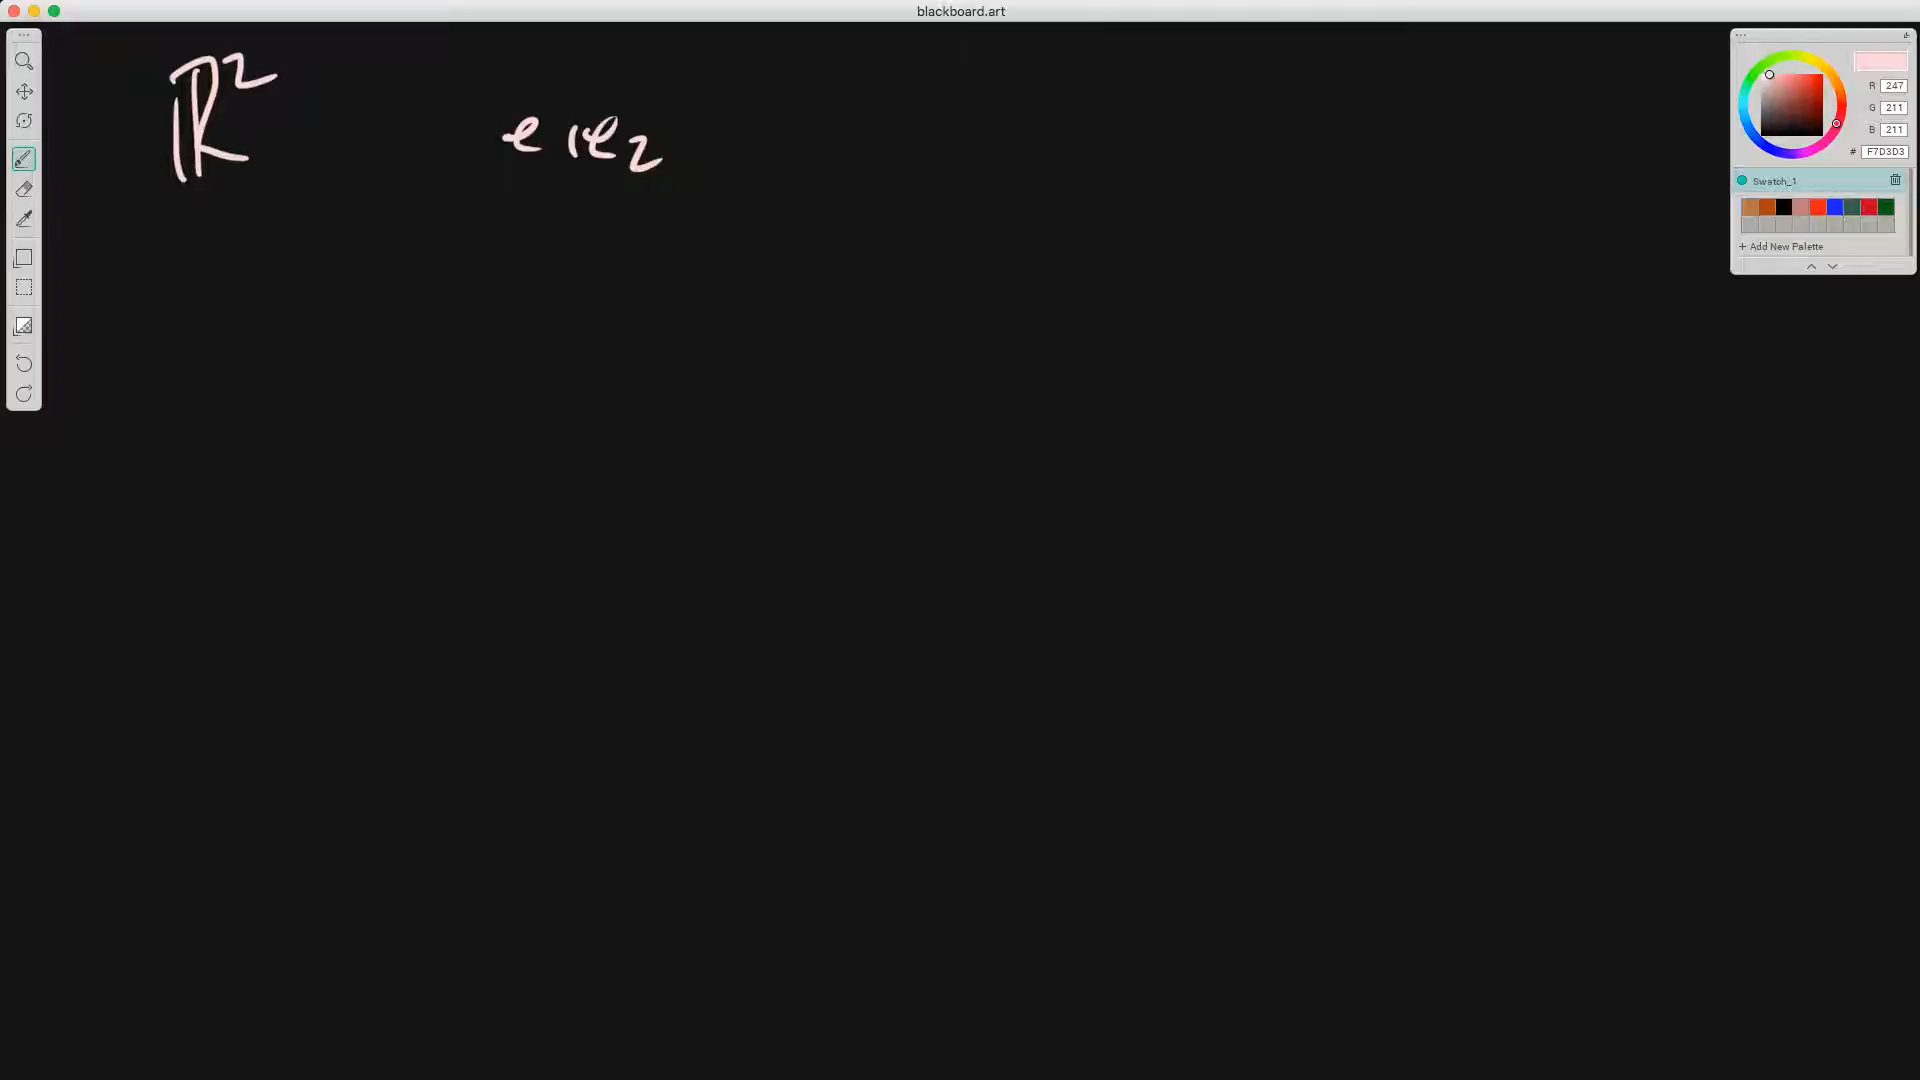 blackboard.art
ℝ² e₁e₂
R 247
G 211
B 211
# F7D3D3
Swatch_1
+ Add New Palette